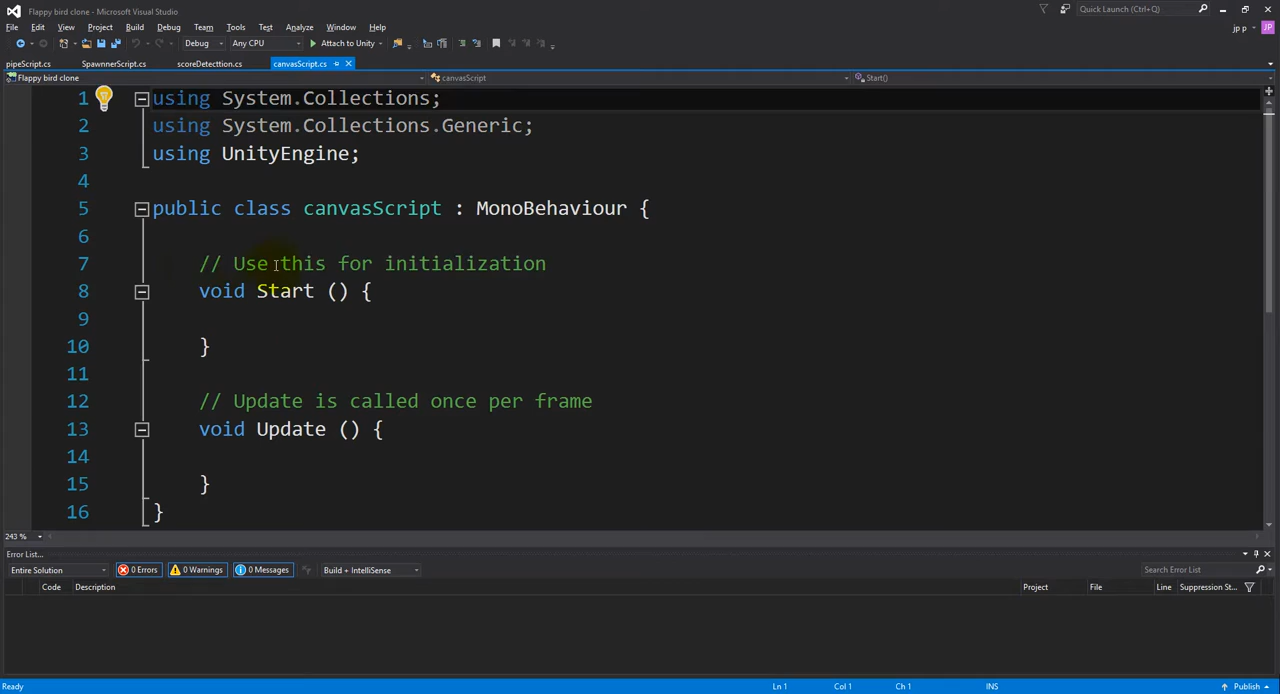 Flappy bird clone - Microsoft Visual Studio
Quick Launch (Ctrl+Q)
File Edit View Project Build Debug Team Tools Test Analyze Window Help
jp p JP
Debug Any CPU Attach to Unity
pipeScript.cs SpawnnerScript.cs scoreDetecttion.cs canvasScript.cs
Flappy bird clone canvasScript Start()
1 using System.Collections;
2 using System.Collections.Generic;
3 using UnityEngine;
4
5 public class canvasScript : MonoBehaviour {
6
7 // Use this for initialization
8 void Start () {
9
10 }
11
12 // Update is called once per frame
13 void Update () {
14
15 }
16 }
243 %
Error List...
Entire Solution 0 Errors 0 Warnings 0 Messages Build + IntelliSense Search Error List
Code Description Project File Line Suppression St...
Ready Ln 1 Col 1 Ch 1 INS Publish